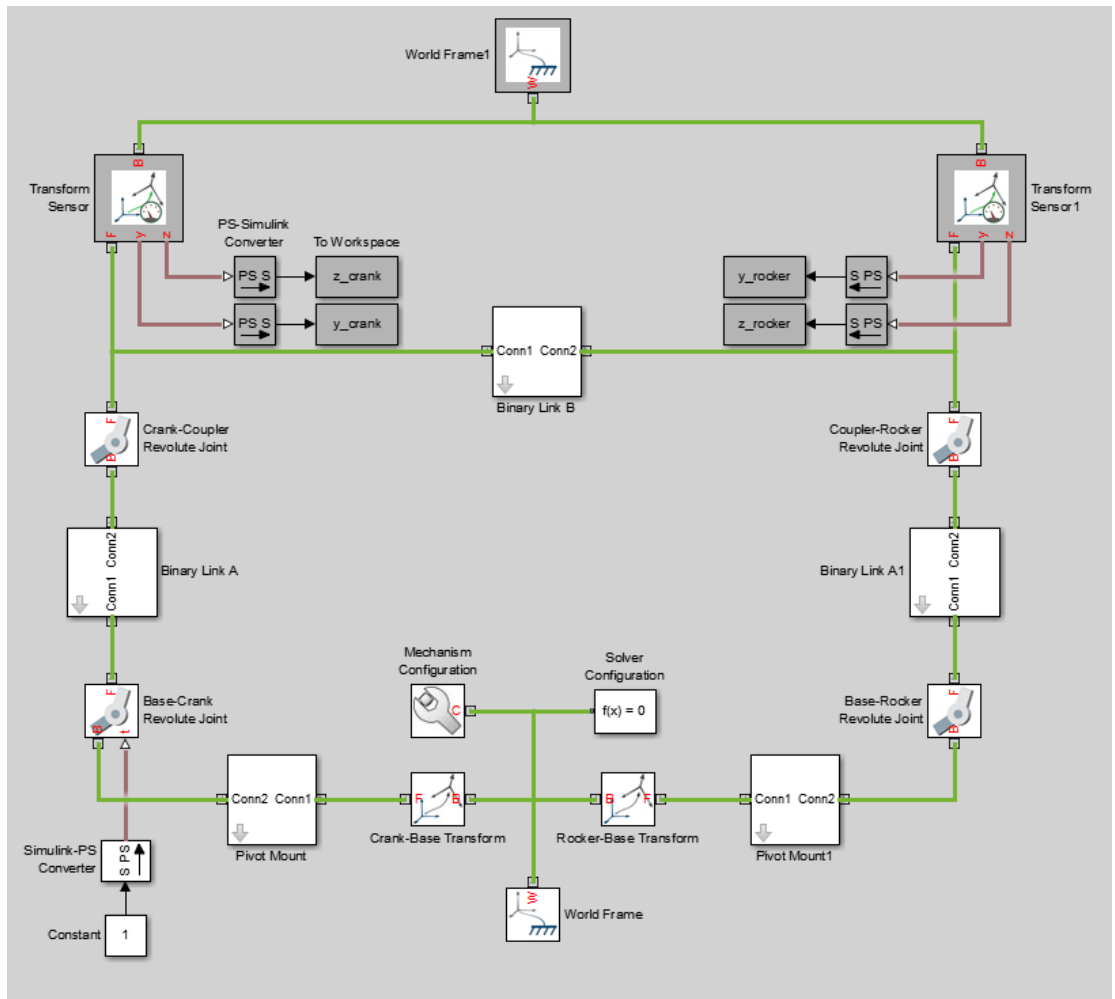 World Frame1
W
B
B
Transform
Sensor
Transform
Sensor1
F
y
z
F
y
z
PS-Simulink
Converter
To Workspace
PS S
z_crank
y_rocker
S PS
PS S
y_crank
z_rocker
S PS
Conn1 Conn2
Binary Link B
F
B
Crank-Coupler
Revolute Joint
Coupler-Rocker
Revolute Joint
F
B
Conn2
Conn1
Binary Link A
Binary Link A1
Conn2
Conn1
Mechanism
Configuration
Solver
Configuration
F
B
t
Base-Crank
Revolute Joint
C
f(x) = 0
Base-Rocker
Revolute Joint
F
B
Conn2 Conn1
F
B
B
F
Conn1 Conn2
Crank-Base Transform
Rocker-Base Transform
Pivot Mount
Pivot Mount1
Simulink-PS
Converter
S PS
W
World Frame
Constant
1